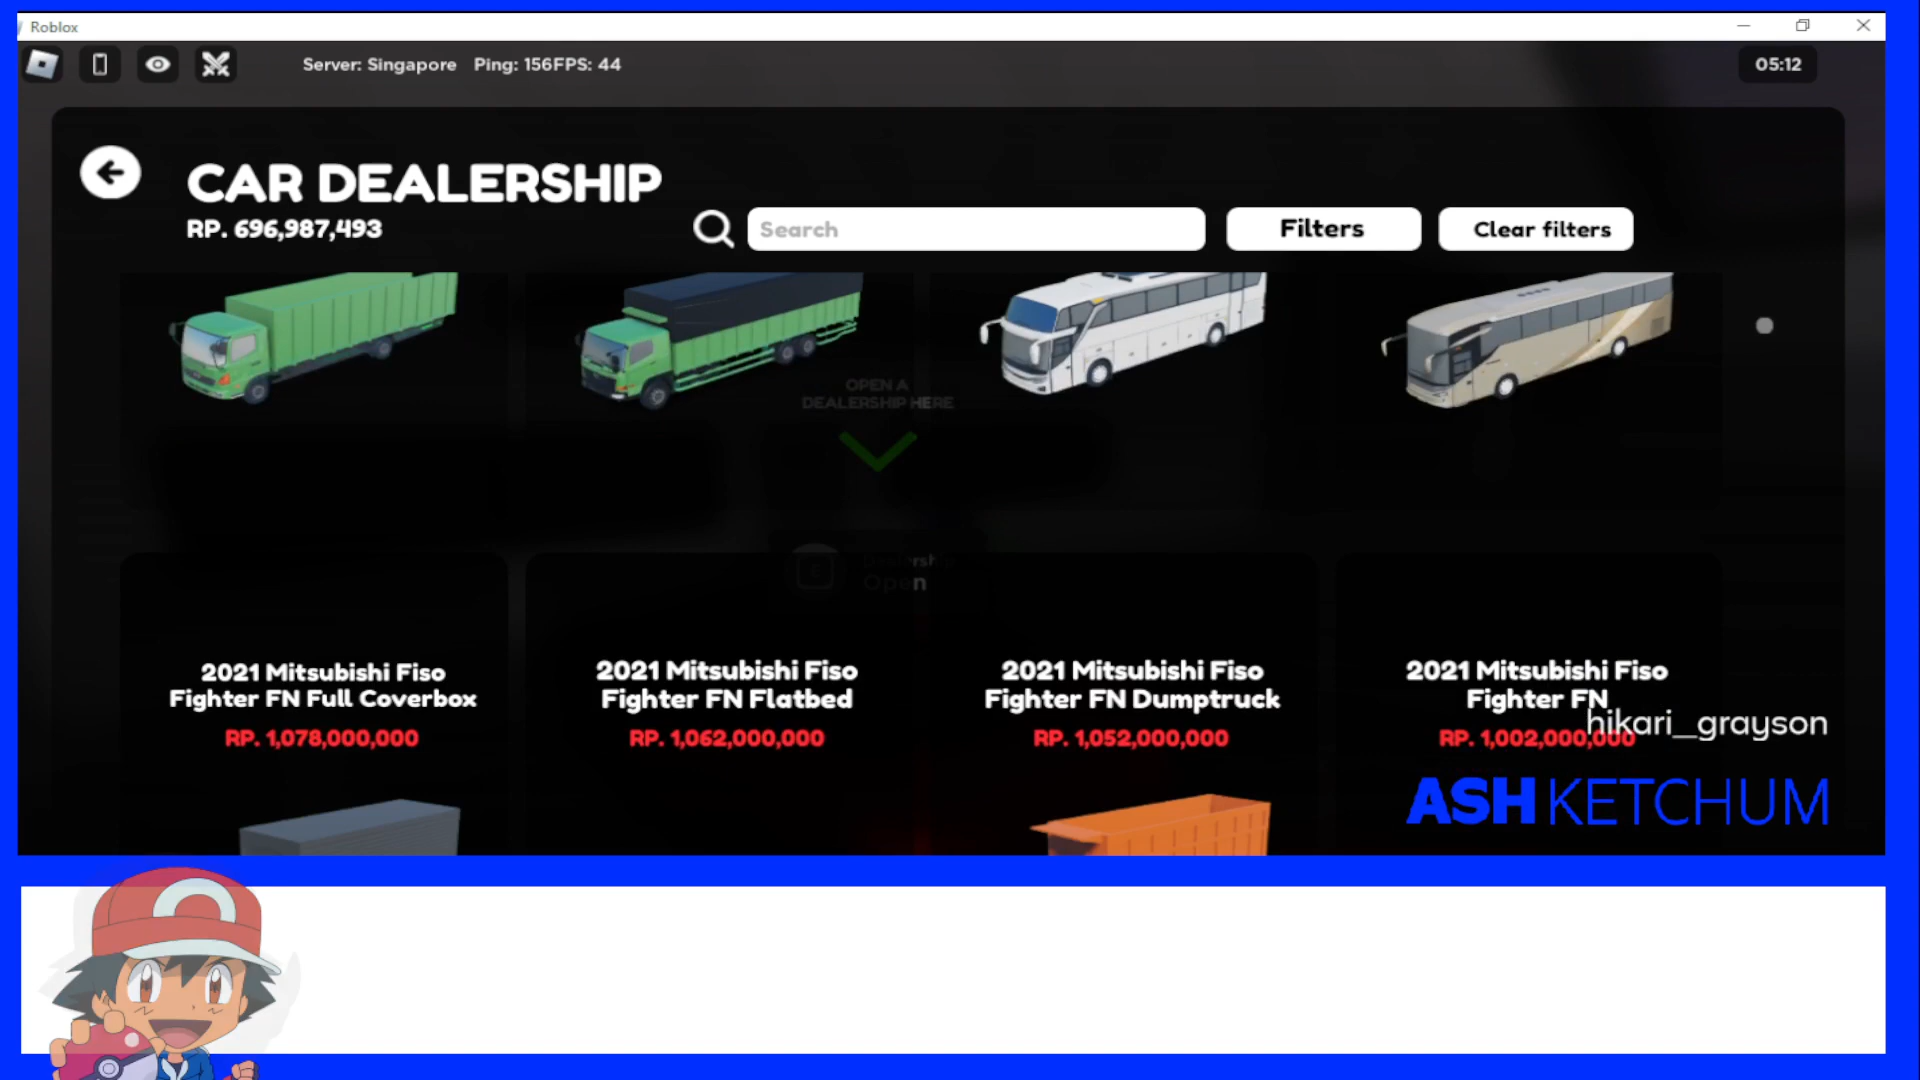 Roblox
Server: Singapore Ping: 156FPS: 44
05:12
CAR DEALERSHIP
RP. 696,987,493
Search
Filters
Clear filters
OPEN A
DEALERSHIP HERE
Open
2021 Mitsubishi Fiso
Fighter FN Full Coverbox
RP. 1,078,000,000
2021 Mitsubishi Fiso
Fighter FN Flatbed
RP. 1,062,000,000
2021 Mitsubishi Fiso
Fighter FN Dumptruck
RP. 1,052,000,000
2021 Mitsubishi Fiso
Fighter FN
RP. 1,002,000,000
hikari_grayson
ASH KETCHUM